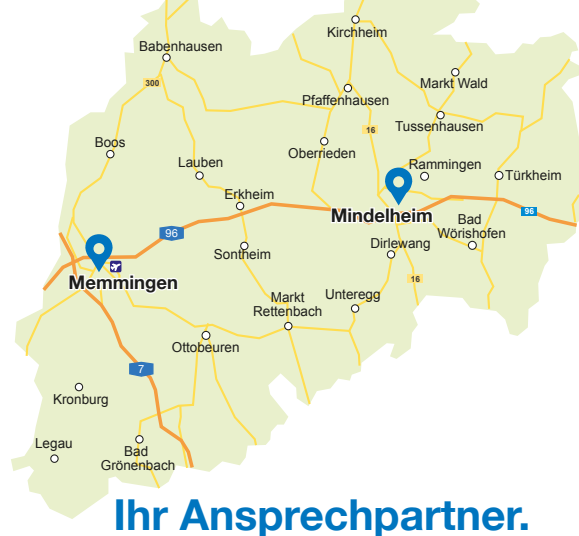 Kirchheim
Babenhausen
300
Markt Wald
Pfaffenhausen
Tussenhausen
16
Boos
Oberrieden
Lauben
Rammingen
Türkheim
Erkheim
Mindelheim
96
Bad
Wörishofen
96
Dirlewang
Sontheim
16
Memmingen
Markt
Rettenbach
Unteregg
Ottobeuren
7
Kronburg
Legau
Bad
Grönenbach
Ihr Ansprechpartner.